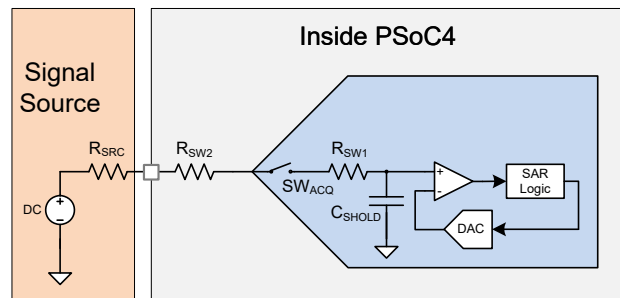 Inside PSoC4
Signal
Source
RSRC
RSW2
RSW1
SWACQ
CSHOLD
+
-
SAR
Logic
DAC
DC
+
-